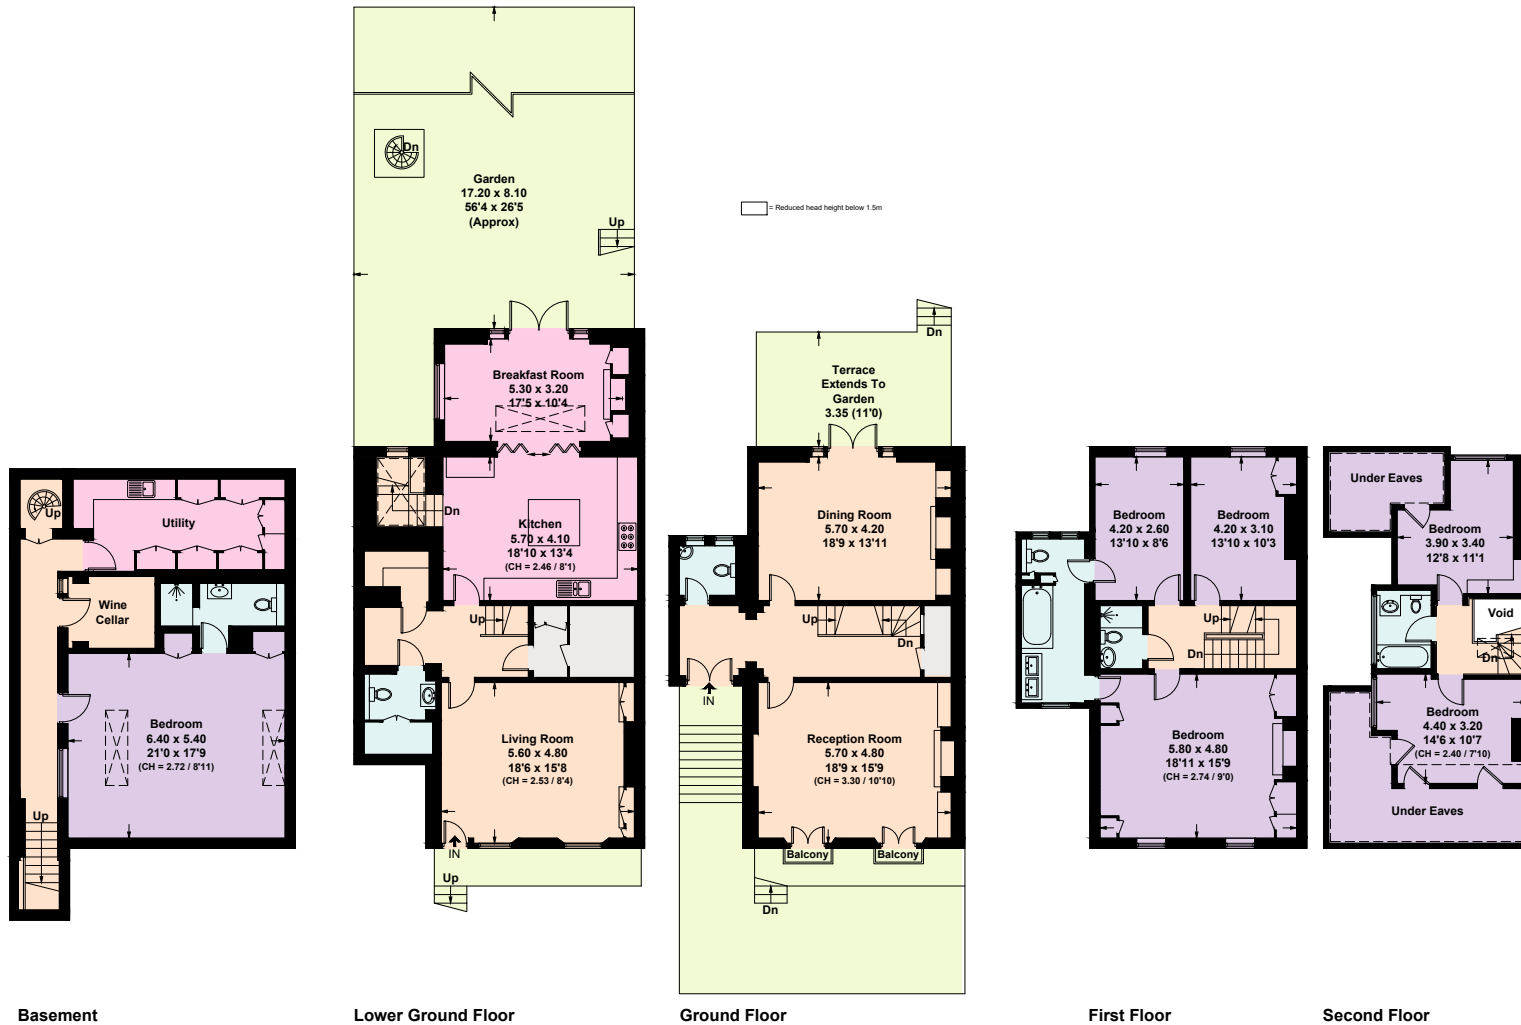 Garden
17.20 x 8.10
56'4 x 26'5
(Approx)
Dn
Up
= Reduced head height below 1.5m
Breakfast Room
5.30 x 3.20
17'5 x 10'4
Kitchen
5.70 x 4.10
18'10 x 13'4
(CH = 2.46 / 8'1)
Dn
Up
Living Room
5.60 x 4.80
18'6 x 15'8
(CH = 2.53 / 8'4)
IN
Up
Up
Utility
Wine
Cellar
Bedroom
6.40 x 5.40
21'0 x 17'9
(CH = 2.72 / 8'11)
Up
Terrace
Extends To
Garden
3.35 (11'0)
Dn
Dining Room
5.70 x 4.20
18'9 x 13'11
Up
Dn
IN
Reception Room
5.70 x 4.80
18'9 x 15'9
(CH = 3.30 / 10'10)
Balcony
Balcony
Dn
Bedroom
4.20 x 2.60
13'10 x 8'6
Bedroom
4.20 x 3.10
13'10 x 10'3
Up
Dn
Bedroom
5.80 x 4.80
18'11 x 15'9
(CH = 2.74 / 9'0)
Under Eaves
Bedroom
3.90 x 3.40
12'8 x 11'1
Void
Dn
Bedroom
4.40 x 3.20
14'6 x 10'7
(CH = 2.40 / 7'10)
Under Eaves
Basement
Lower Ground Floor
Ground Floor
First Floor
Second Floor